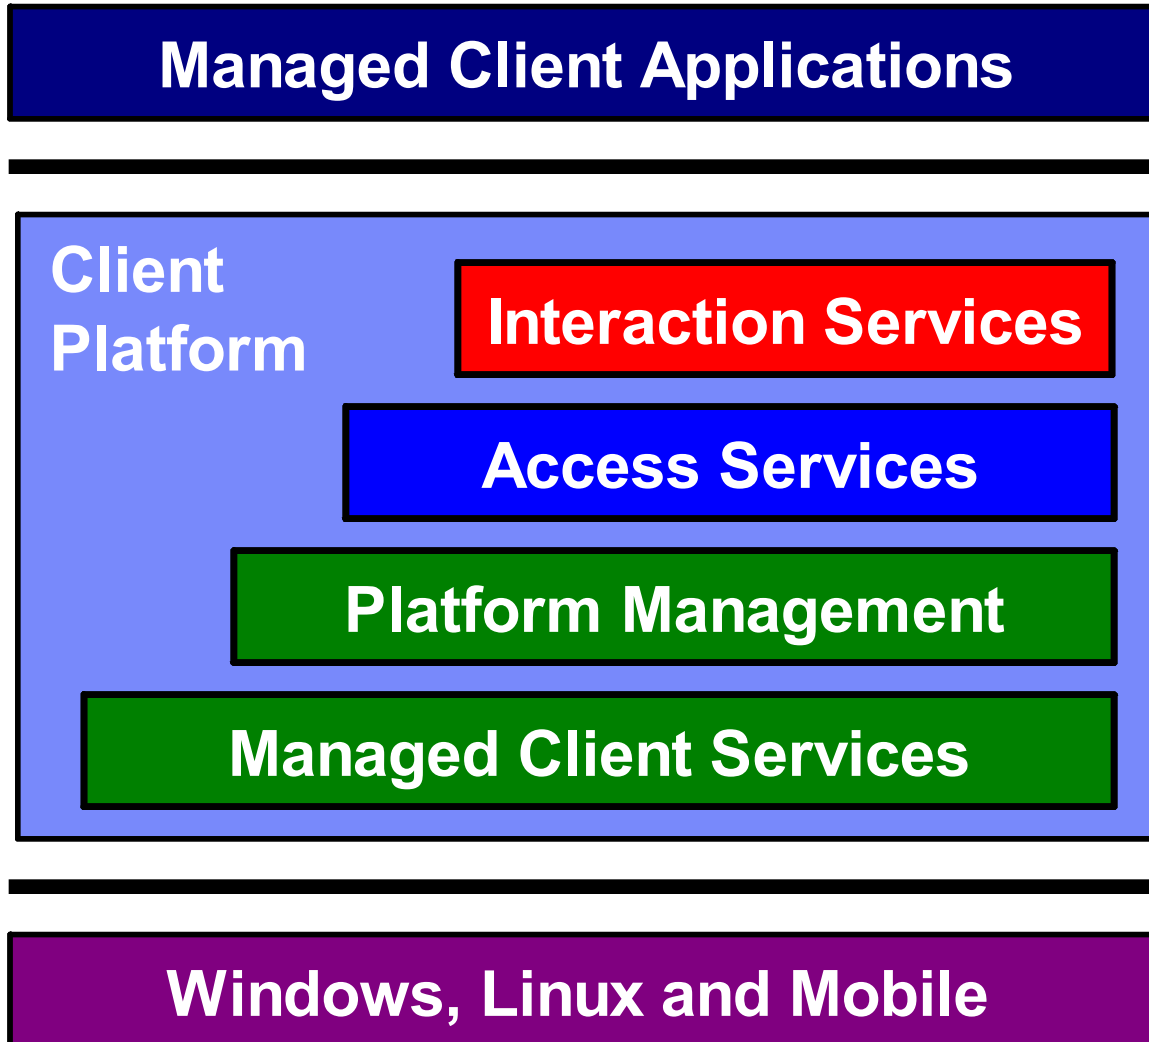 Managed Client Applications
Client
Platform
Interaction Services
Access Services
Platform Management
Managed Client Services
Windows, Linux and Mobile